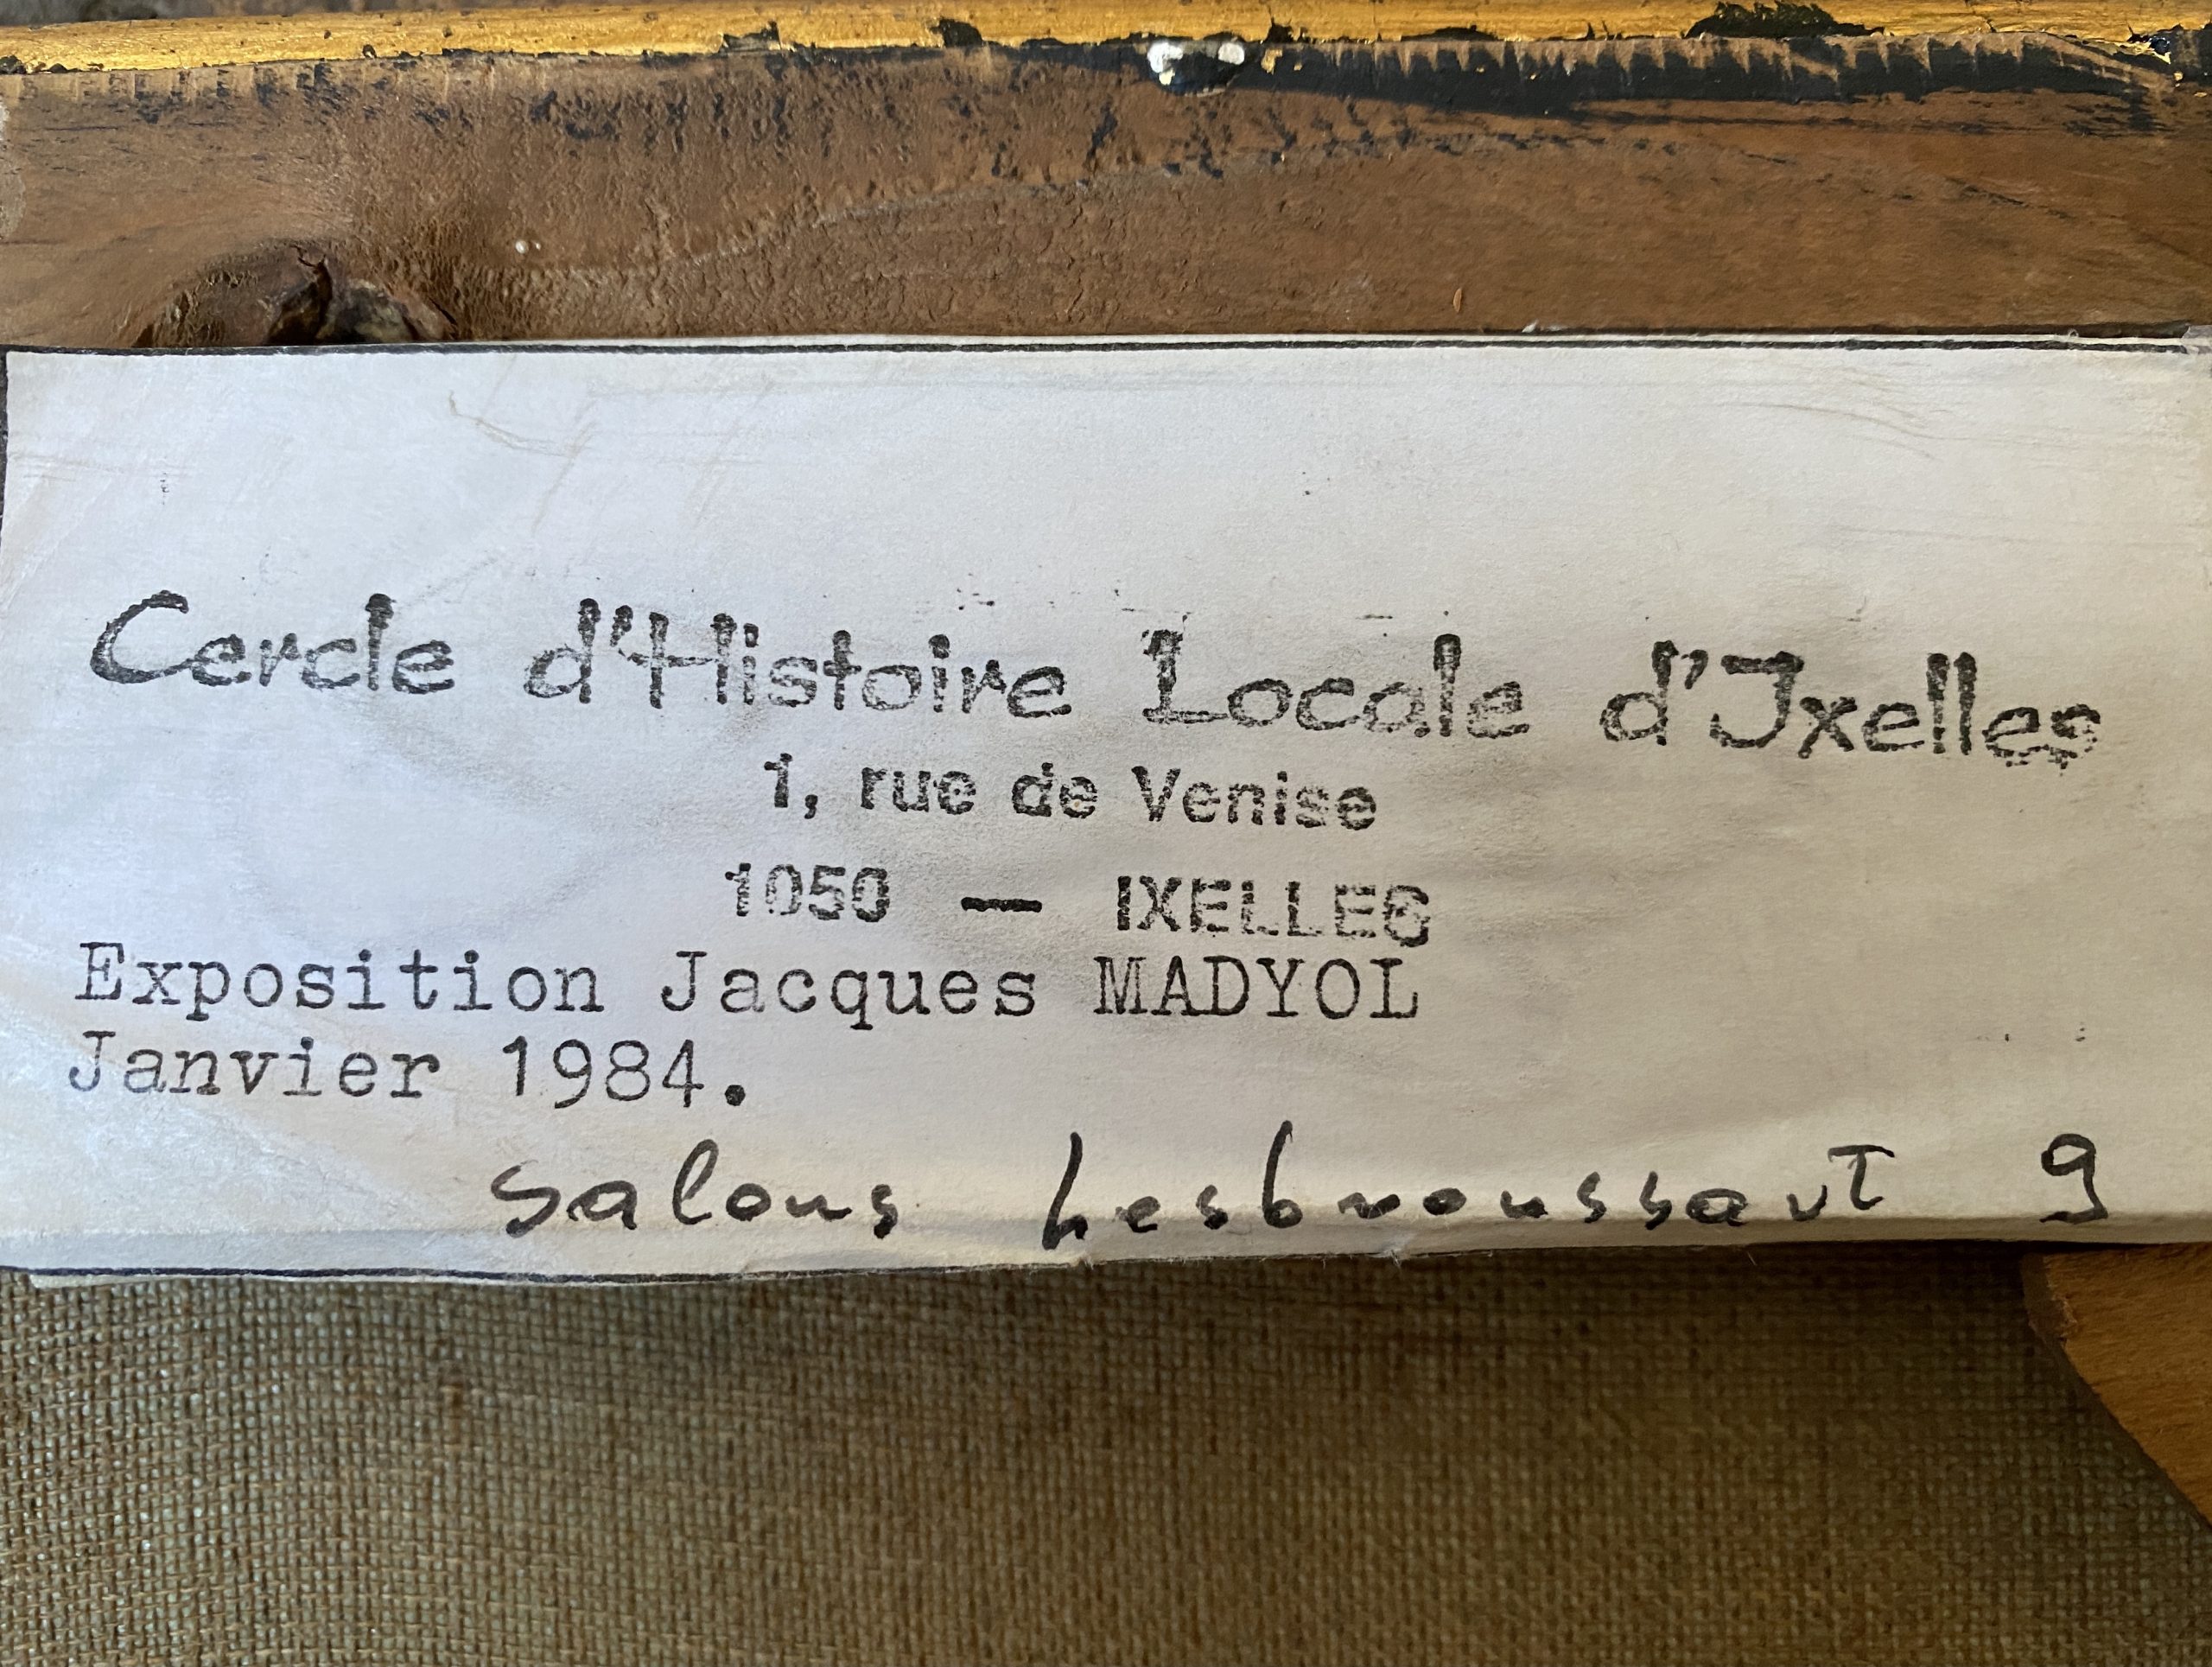 Cercle d'Histoire Locale d'Ixelles
1, rue de Venise
1050 — IXELLES
Exposition Jacques MADYOL
Janvier 1984.
Salons Lesbroussart 9